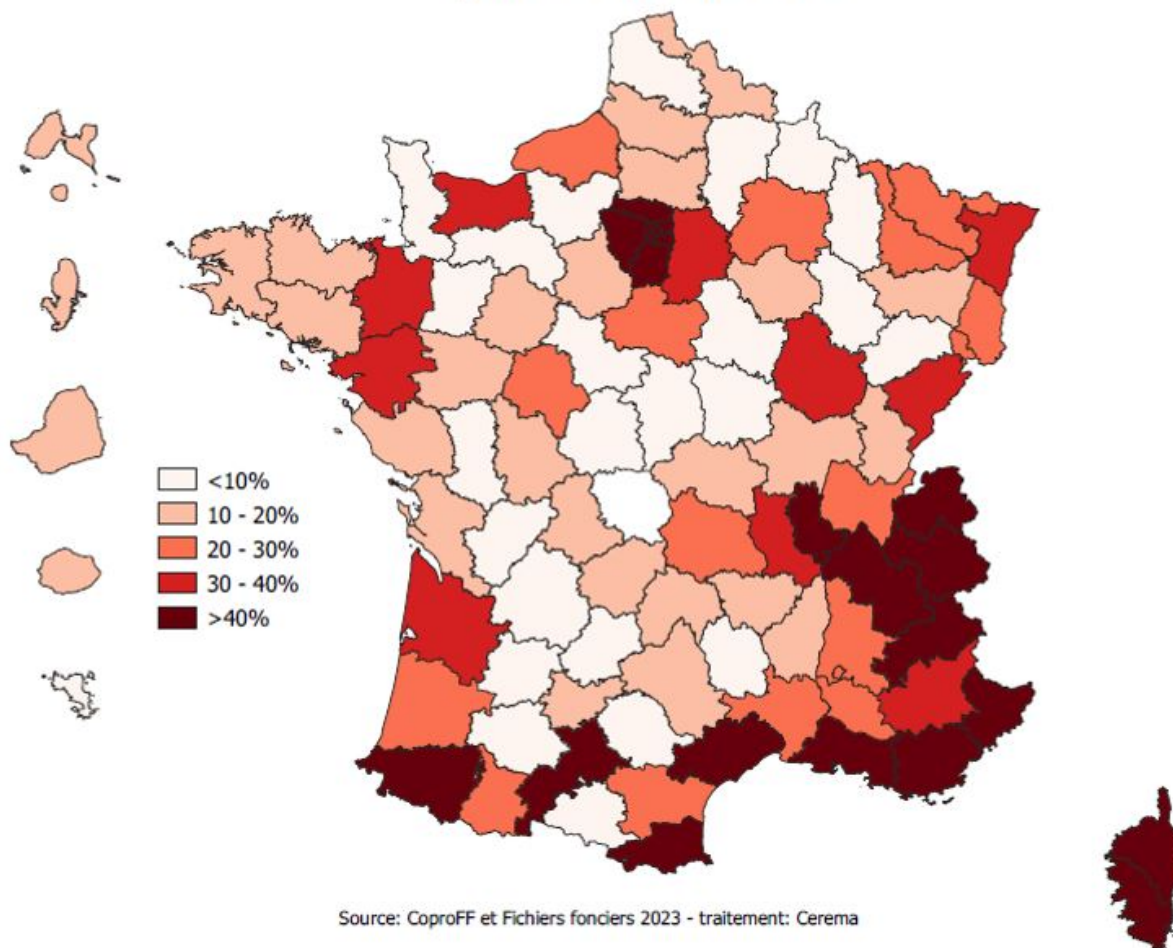 <10%
10 - 20%
20 - 30%
30 - 40%
>40%
Source: CoproFF et Fichiers fonciers 2023 - traitement: Cerema